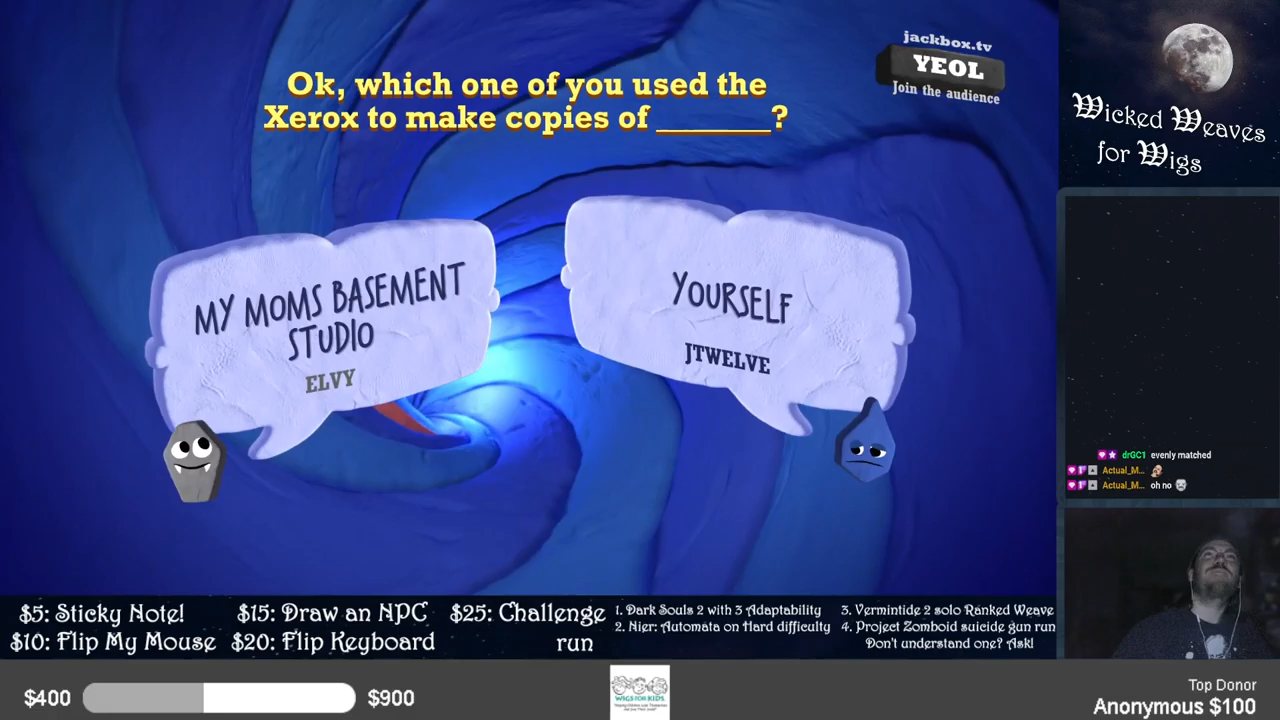 Ok, which one of you used the
Xerox to make copies of _______?
jackbox.tv
YEOL
Join the audience
MY MOMS BASEMENT
STUDIO
ELVY
YOURSELF
JTWELVE
Wicked Weaves
for Wigs
drGC1 evenly matched
Actual_M...
Actual_M... oh no
$5: Sticky Note!
$10: Flip My Mouse
$15: Draw an NPC
$20: Flip Keyboard
$25: Challenge
run
1. Dark Souls 2 with 3 Adaptability
2. Nier: Automata on Hard difficulty
3. Vermintide 2 solo Ranked Weave
4. Project Zomboid suicide gun run
Don't understand one? Ask!
$400
$900
WIGS FOR KIDS
Top Donor
Anonymous $100